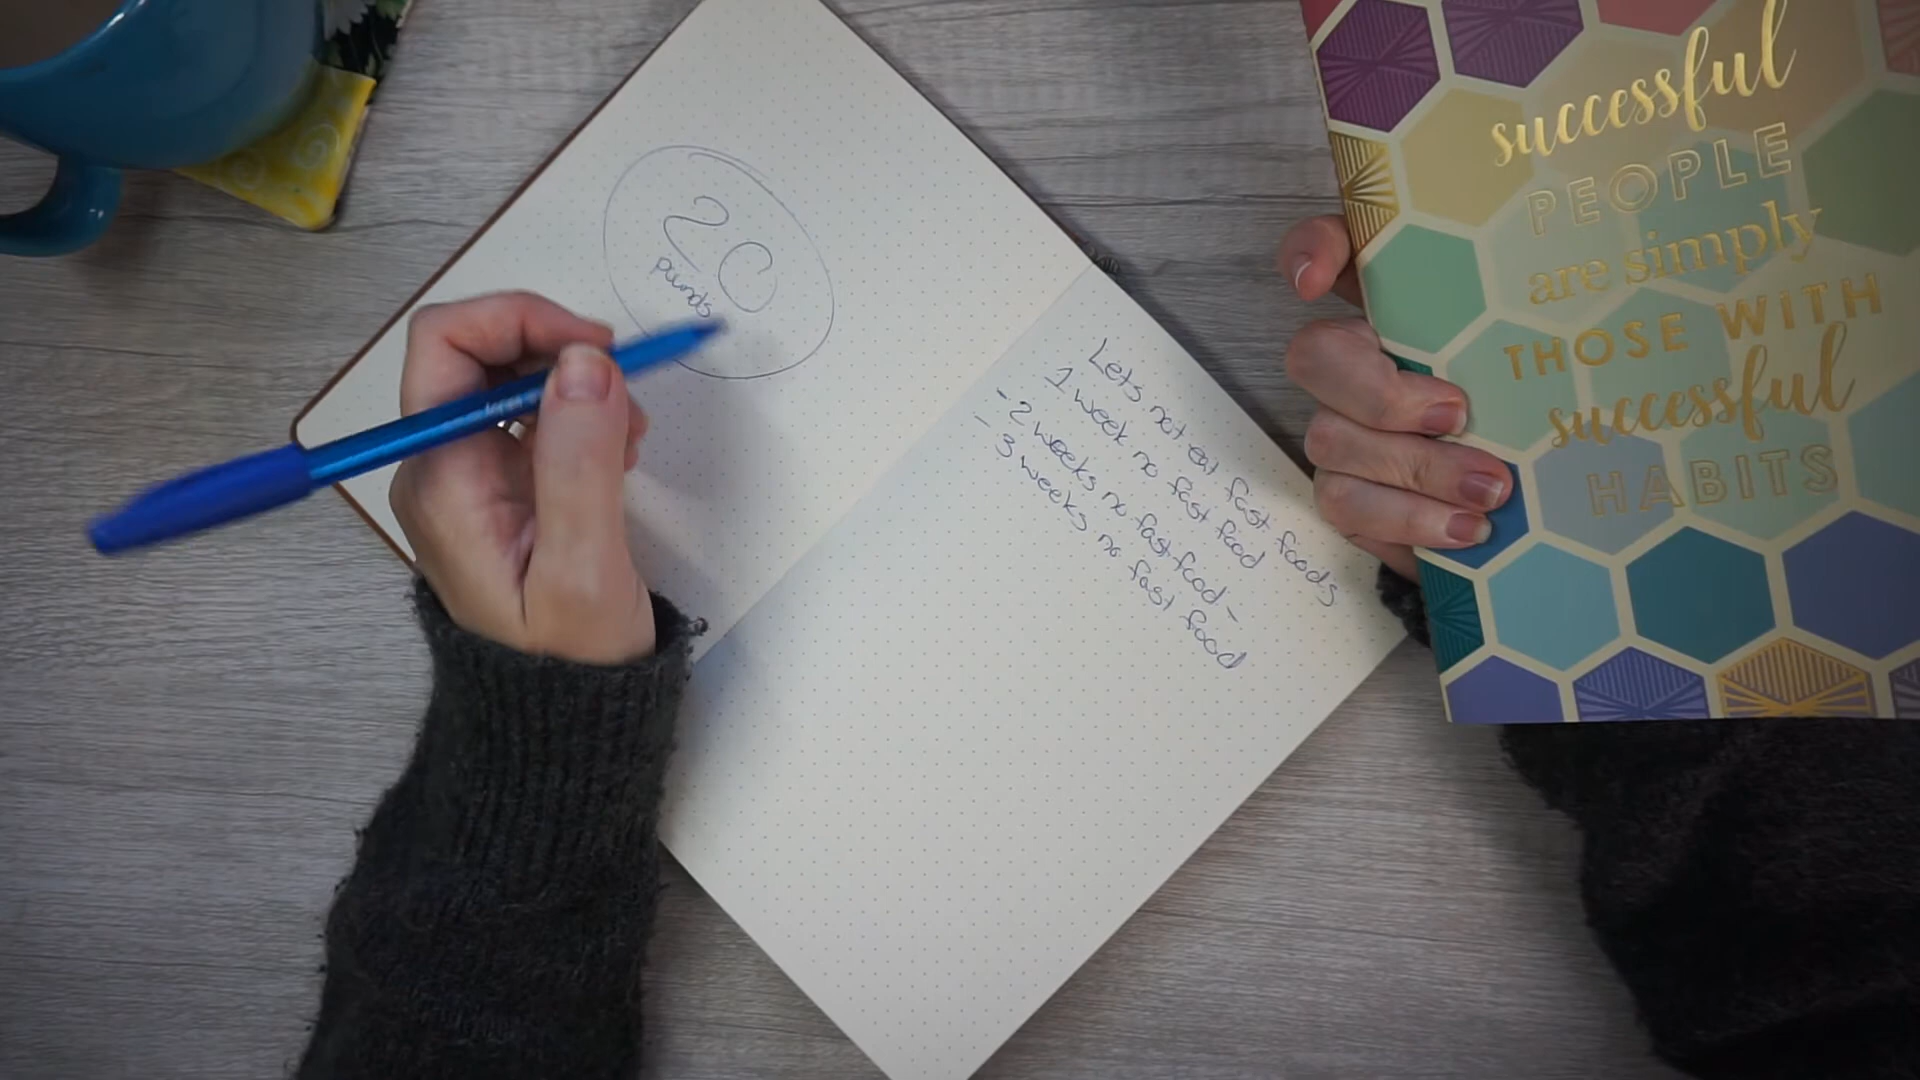 20
pounds
Lets not eat fast foods
1 week no fast food
- 2 weeks no fast food -
- 3 weeks no fast food
successful
PEOPLE
are simply
THOSE WITH
successful
HABITS